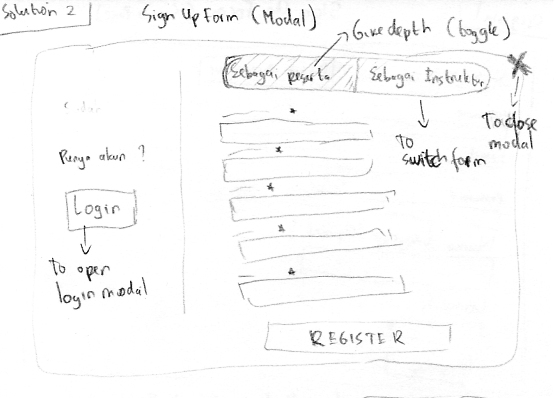 Solution 2
Sign Up Form (Modal)
Give depth (toggle)
Sebagai peserta
Sebagai Instruktur
To close
modal
To
switch form
Punya akun ?
Login
To open
login modal
*
*
*
*
*
REGISTER